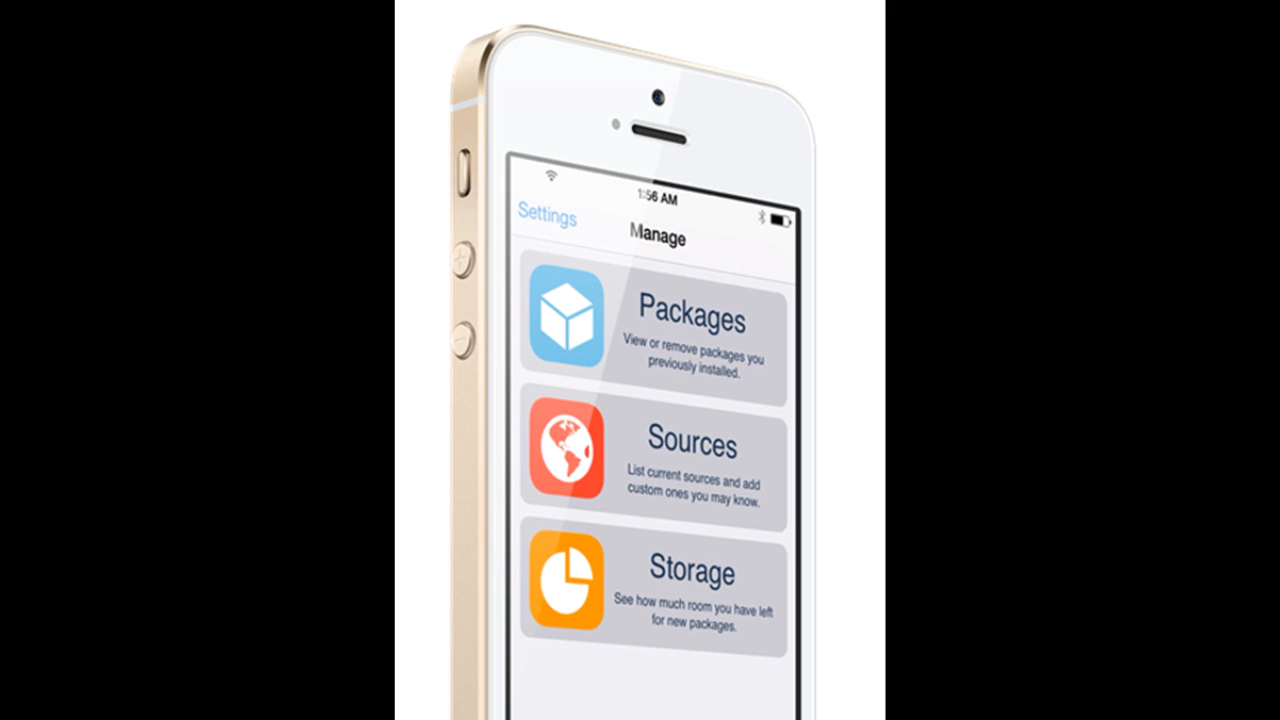 1:56 AM
Settings
Manage
Packages
View or remove packages you
previously installed.
Sources
List current sources and add
custom ones you may know.
Storage
See how much room you have left
for new packages.